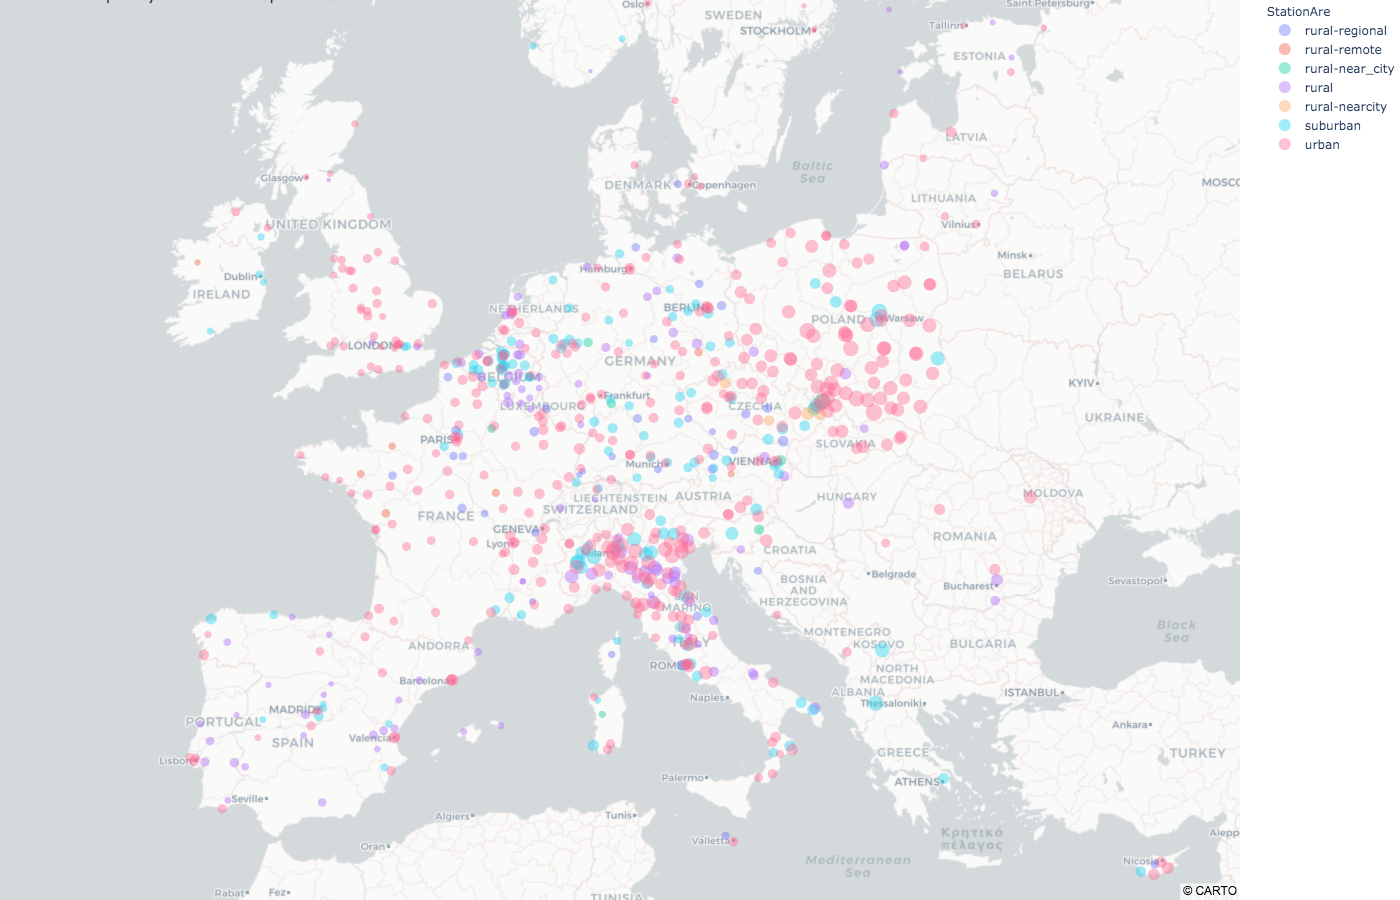 Oslo
SWEDEN
STOCKHOLM
Saint Petersburg
Tallinn
ESTONIA
StationAre
rural-regional
rural-remote
rural-near_city
rural
rural-nearcity
suburban
urban
LATVIA
Baltic
Sea
Glasgow
DENMARK
Copenhagen
MOSCO
LITHUANIA
UNITED KINGDOM
Vilnius
Minsk
BELARUS
Dublin
Hamburg
IRELAND
NETHERLANDS
BERLIN
POLAND
Warsaw
LONDON
GERMANY
BELGIUM
KYIV
Frankfurt
LUXEMBOURG
CZECHIA
UKRAINE
PARIS
SLOVAKIA
Munich
VIENNA
LIECHTENSTEIN
AUSTRIA
HUNGARY
MOLDOVA
SWITZERLAND
FRANCE
GENEVA
ROMANIA
Lyon
Milan
CROATIA
Belgrade
Bucharest
Sevastopol
BOSNIA
AND
HERZEGOVINA
SAN
MARINO
Black
Sea
MONTENEGRO
KOSOVO
BULGARIA
ANDORRA
ITALY
ROME
NORTH
MACEDONIA
Barcelona
ALBANIA
ISTANBUL
Naples
Thessaloniki
MADRID
PORTUGAL
Ankara
SPAIN
Valencia
GREECE
TURKEY
Lisbon
Palermo
ATHENS
Seville
Algiers
Tunis
Κρητικό
πέλαγος
Valletta
Alepp
Oran
Mediterranean
Sea
Nicosia
Rabat
Fez
TUNISIA
© CARTO